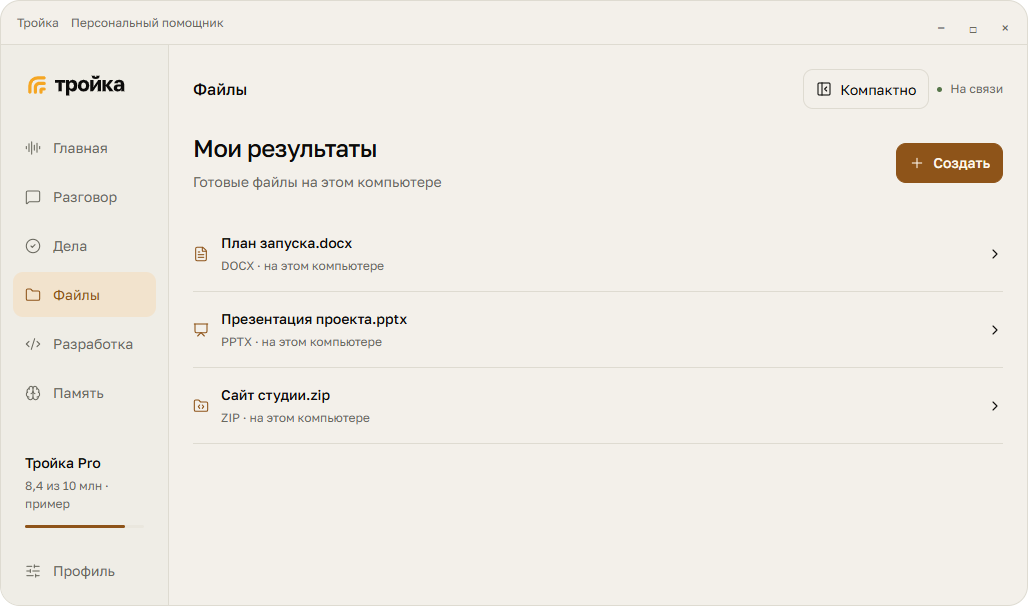 Тройка Персональный помощник
тройка
Главная
Разговор
Дела
Файлы
Разработка
Память
Тройка Pro
8,4 из 10 млн ·
пример
Профиль
Файлы
Компактно
На связи
Мои результаты
Готовые файлы на этом компьютере
Создать
План запуска.docx
DOCX · на этом компьютере
Презентация проекта.pptx
PPTX · на этом компьютере
Сайт студии.zip
ZIP · на этом компьютере